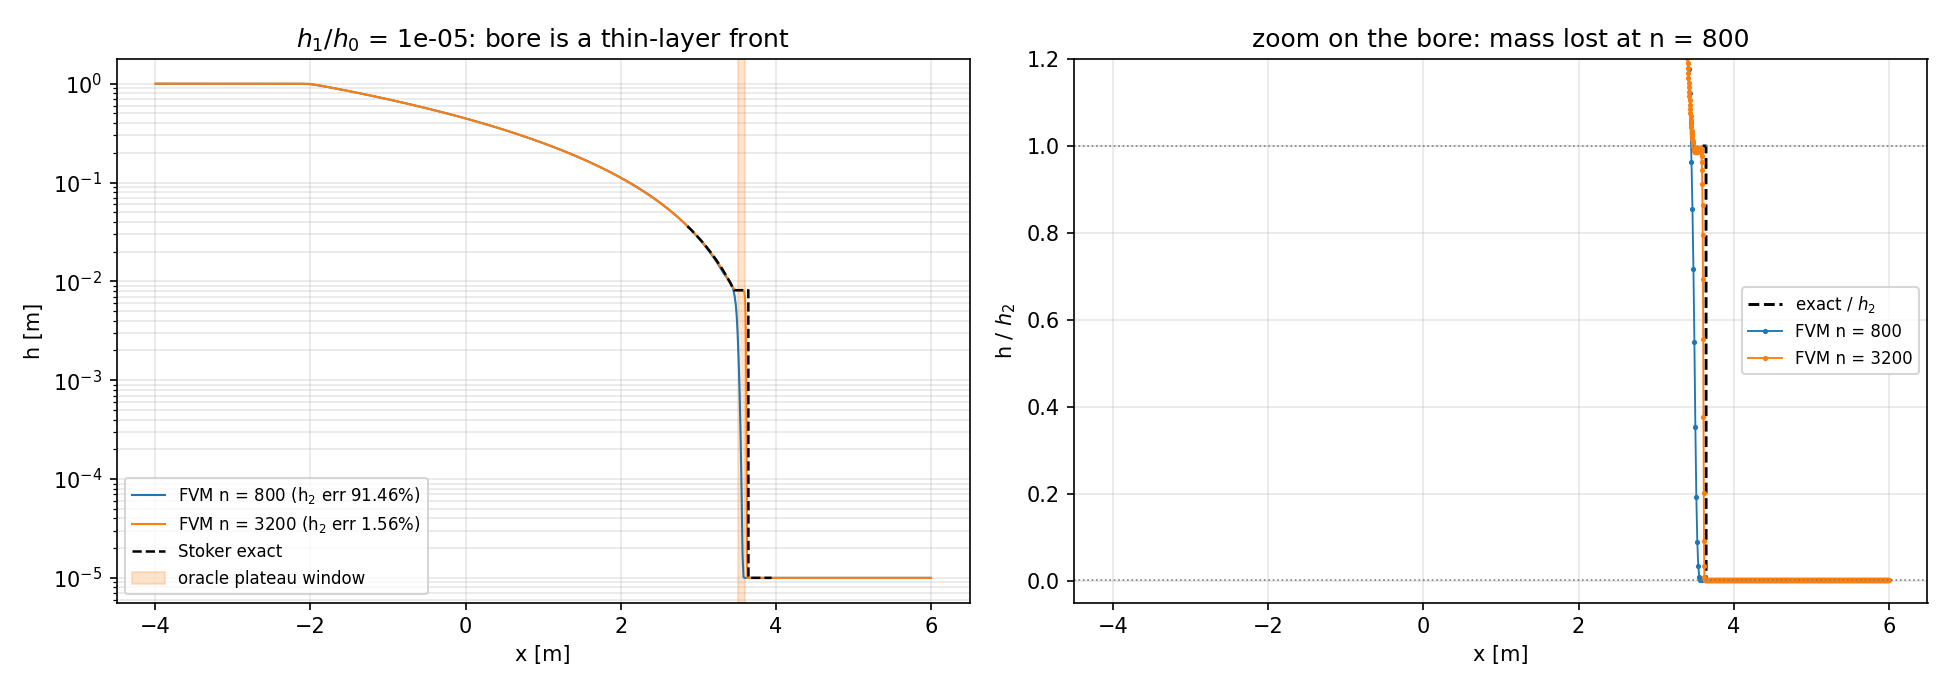 h₁/h₀ = 1e-05: bore is a thin-layer front
h [m]
10⁰
10⁻¹
10⁻²
10⁻³
10⁻⁴
10⁻⁵
FVM n = 800 (h₂ err 91.46%)
FVM n = 3200 (h₂ err 1.56%)
Stoker exact
oracle plateau window
−4
−2
0
2
4
6
x [m]
zoom on the bore: mass lost at n = 800
h / h₂
1.2
1.0
0.8
0.6
0.4
0.2
0.0
exact / h₂
FVM n = 800
FVM n = 3200
−4
−2
0
2
4
6
x [m]